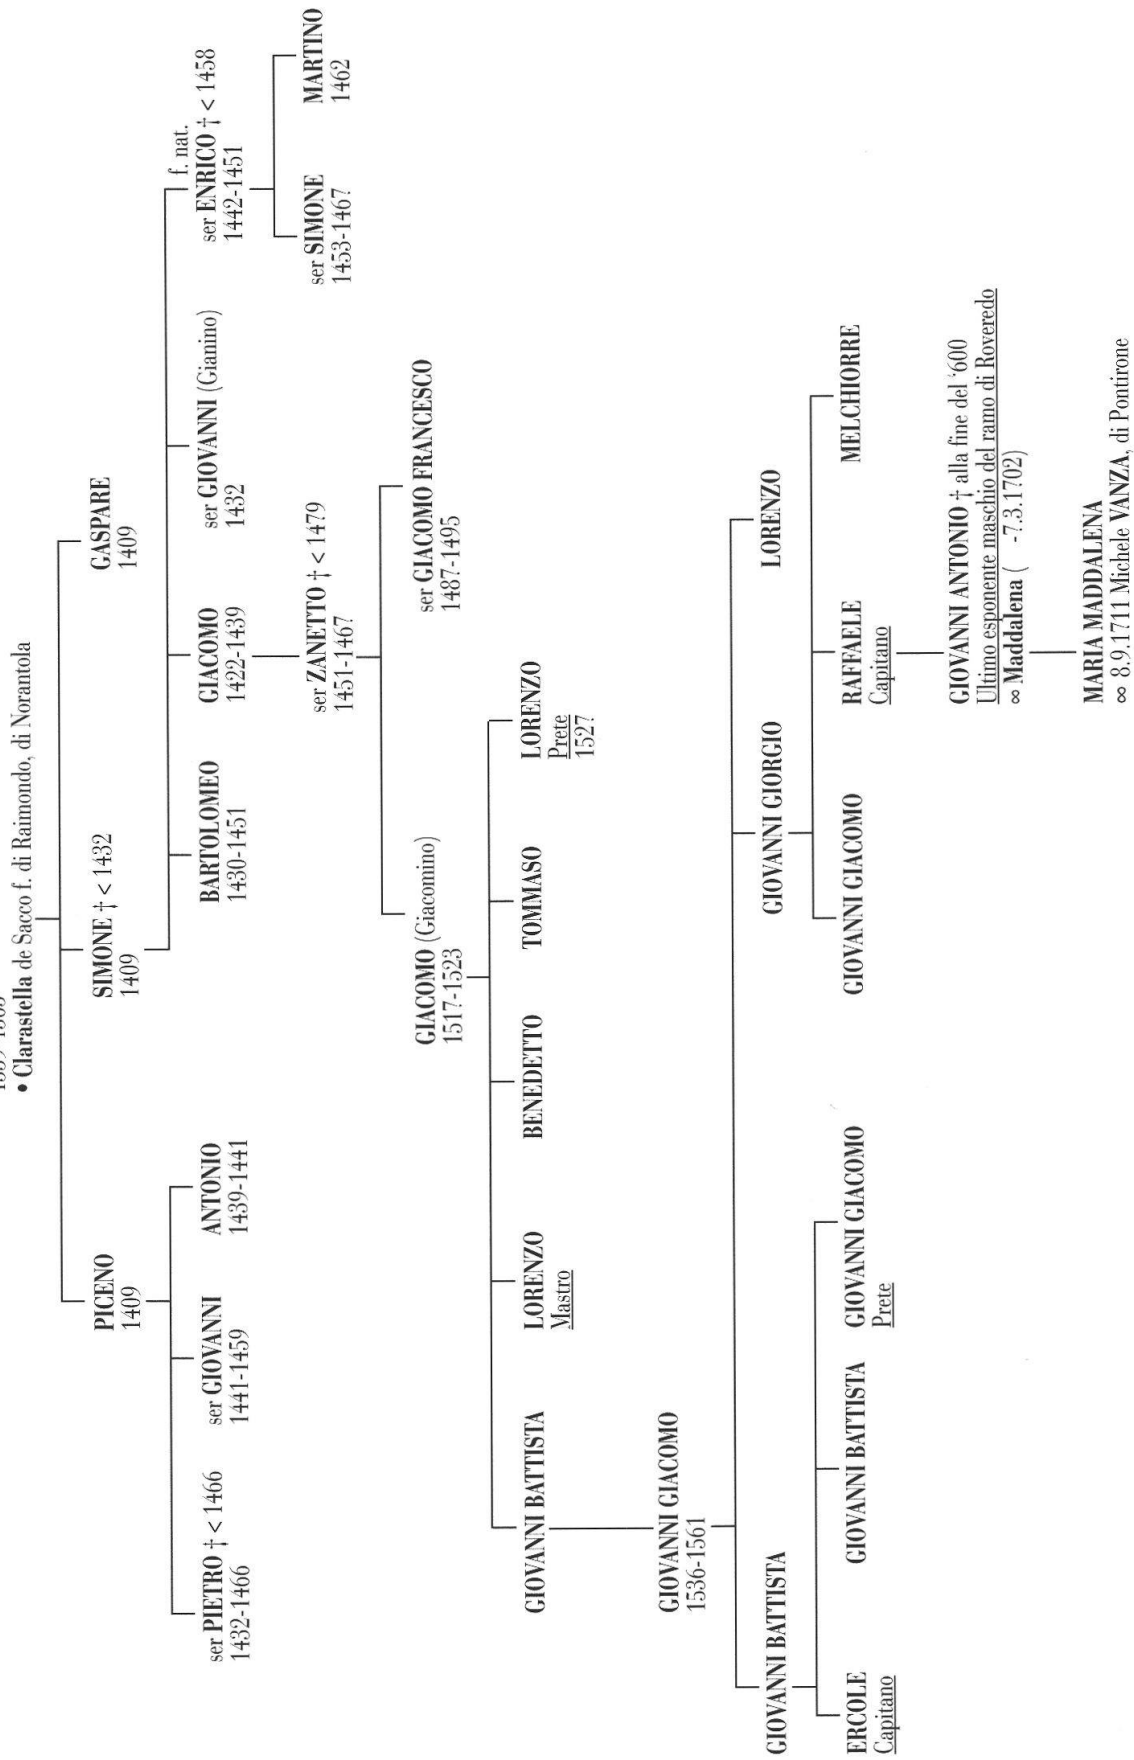 • Clarastella de Sacco f. di Raimondo, di Norantola
PICENO
1409
SIMONE † < 1432
1409
GASPARE
1409
ser PIETRO † < 1466
1432-1466
ser GIOVANNI
1441-1459
ANTONIO
1439-1441
BARTOLOMEO
1430-1451
GIACOMO
1422-1439
ser GIOVANNI (Gianino)
1432
f. nat.
ser ENRICO † < 1458
1442-1451
ser ZANETTO † < 1479
1451-1467
ser SIMONE
1453-1467
MARTINO
1462
GIACOMO (Giacomino)
1517-1523
ser GIACOMO FRANCESCO
1487-1495
GIOVANNI BATTISTA
LORENZO
Mastro
BENEDETTO
TOMMASO
LORENZO
Prete
1527
GIOVANNI GIACOMO
1536-1561
GIOVANNI BATTISTA
GIOVANNI GIORGIO
LORENZO
ERCOLE
Capitano
GIOVANNI BATTISTA
GIOVANNI GIACOMO
Prete
GIOVANNI GIACOMO
RAFFAELE
Capitano
MELCHIORRE
GIOVANNI ANTONIO † alla fine del '600
Ultimo esponente maschio del ramo di Roveredo
∞ Maddalena ( -7.3.1702)
MARIA MADDALENA
∞ 8.9.1711 Michele VANZA, di Pontirone